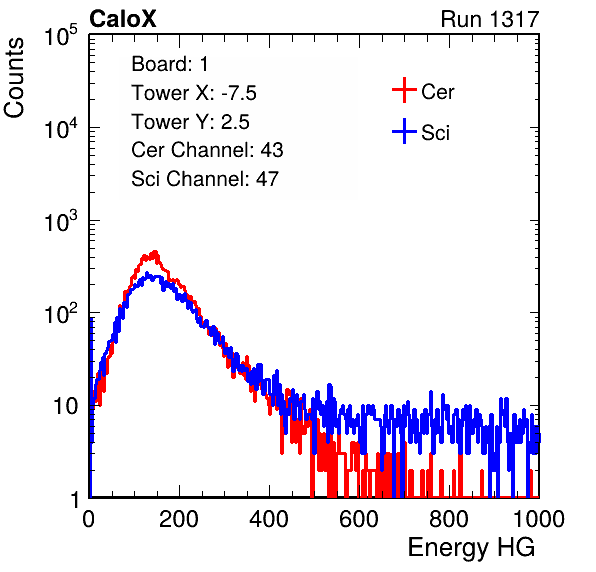 CaloX Run 1317
Counts
Board: 1
Tower X: -7.5
Tower Y: 2.5
Cer Channel: 43
Sci Channel: 47
Cer
Sci
10^5
10^4
10^3
10^2
10
1
0 200 400 600 800 1000
Energy HG